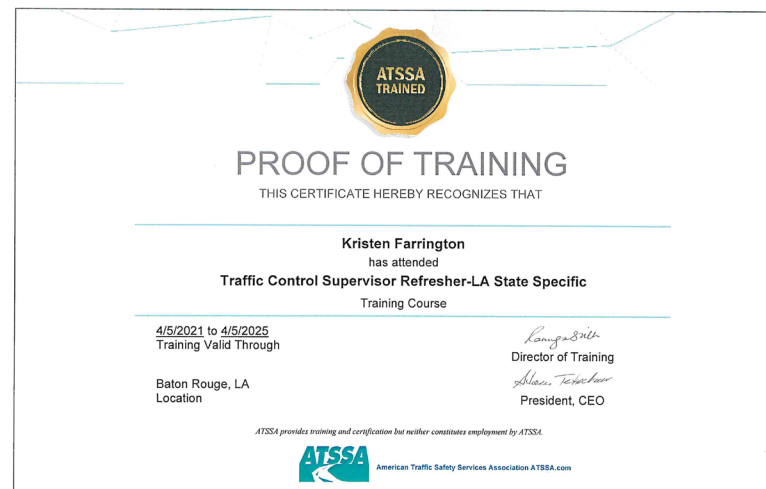 ATSSA
TRAINED
PROOF OF TRAINING
THIS CERTIFICATE HEREBY RECOGNIZES THAT
Kristen Farrington
has attended
Traffic Control Supervisor Refresher-LA State Specific
Training Course
4/5/2021 to 4/5/2025
Training Valid Through
Director of Training
Baton Rouge, LA
Location
President, CEO
ATSSA provides training and certification but neither constitutes employment by ATSSA.
ATSSA
American Traffic Safety Services Association ATSSA.com